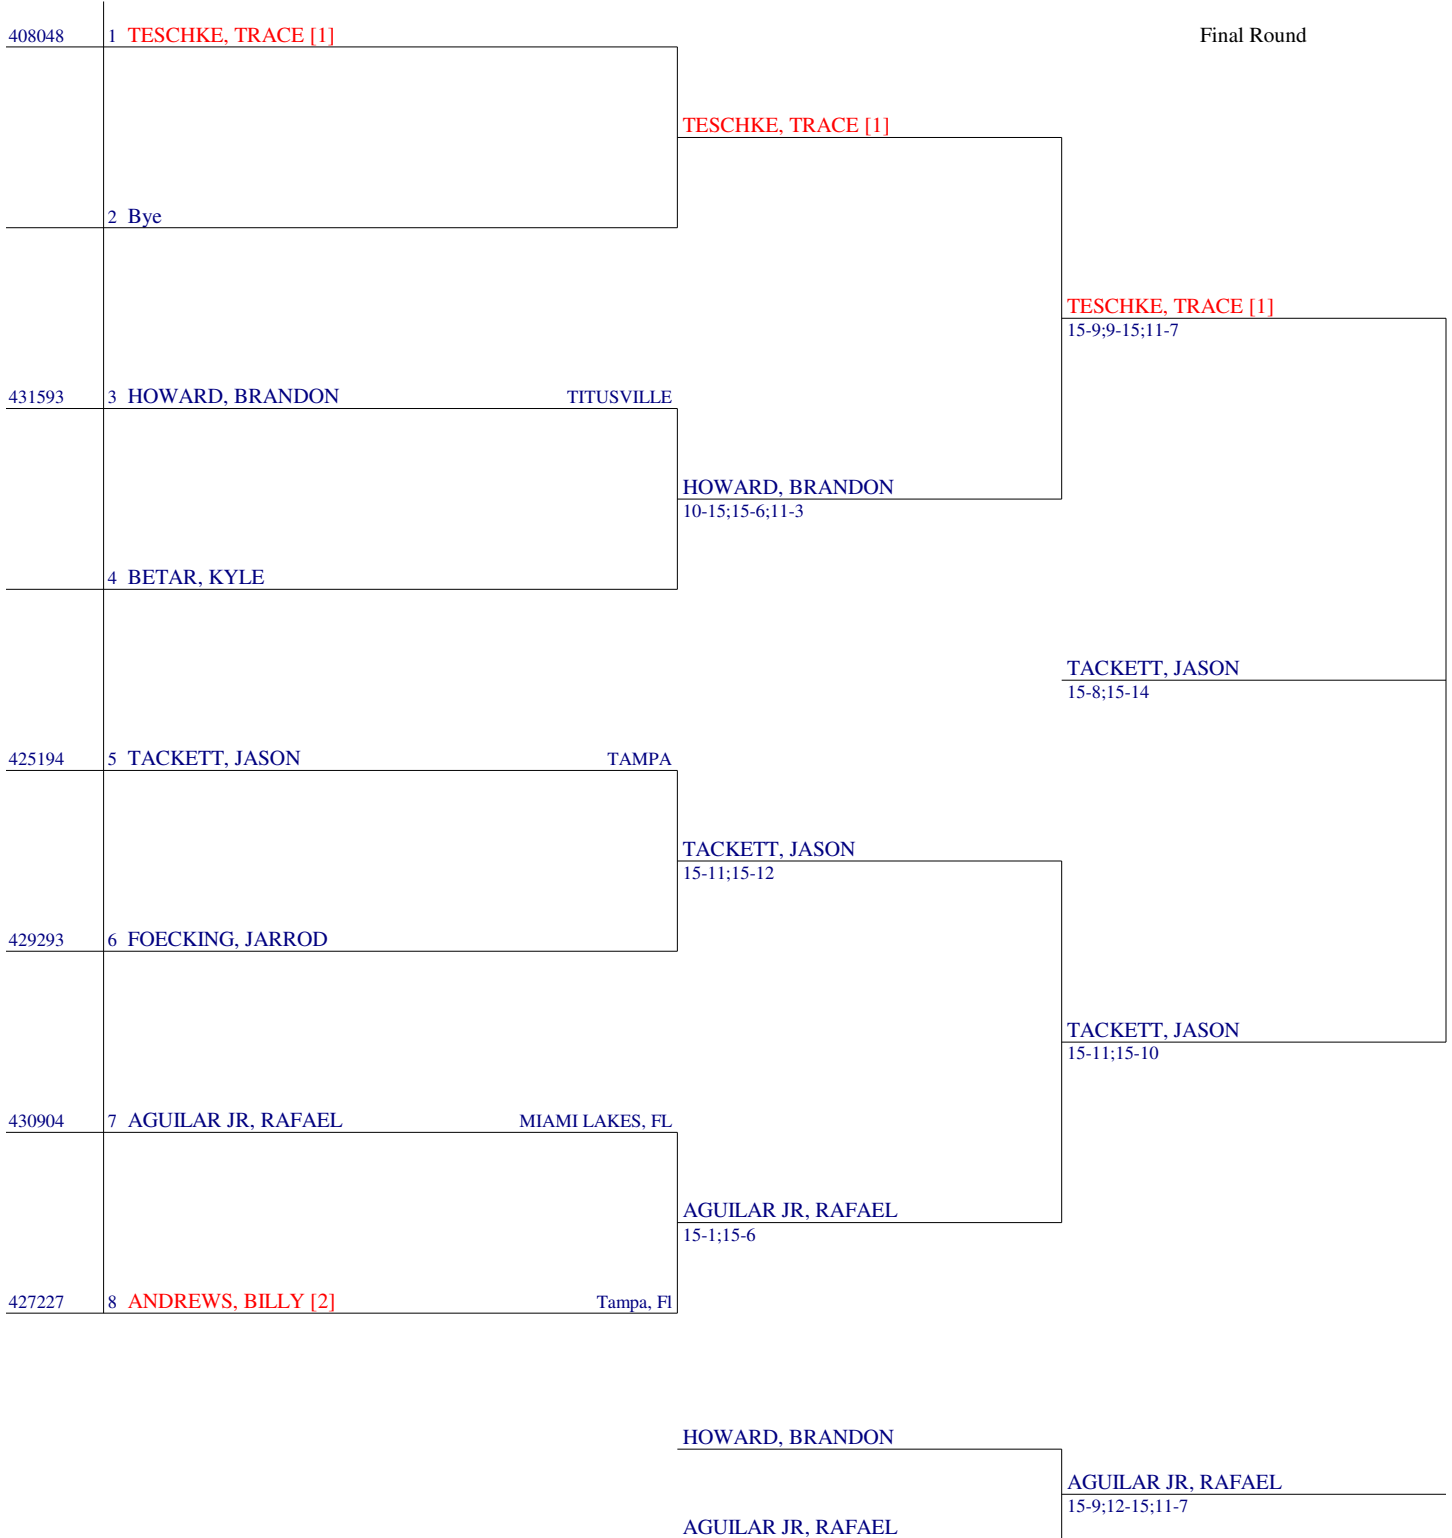 408048 1 TESCHKE, TRACE [1] Final Round
TESCHKE, TRACE [1]
2 Bye
TESCHKE, TRACE [1]
15-9;9-15;11-7
431593 3 HOWARD, BRANDON TITUSVILLE
HOWARD, BRANDON
10-15;15-6;11-3
4 BETAR, KYLE
TACKETT, JASON
15-8;15-14
425194 5 TACKETT, JASON TAMPA
TACKETT, JASON
15-11;15-12
429293 6 FOECKING, JARROD
TACKETT, JASON
15-11;15-10
430904 7 AGUILAR JR, RAFAEL MIAMI LAKES, FL
AGUILAR JR, RAFAEL
15-1;15-6
427227 8 ANDREWS, BILLY [2] Tampa, Fl
HOWARD, BRANDON
AGUILAR JR, RAFAEL
15-9;12-15;11-7
AGUILAR JR, RAFAEL